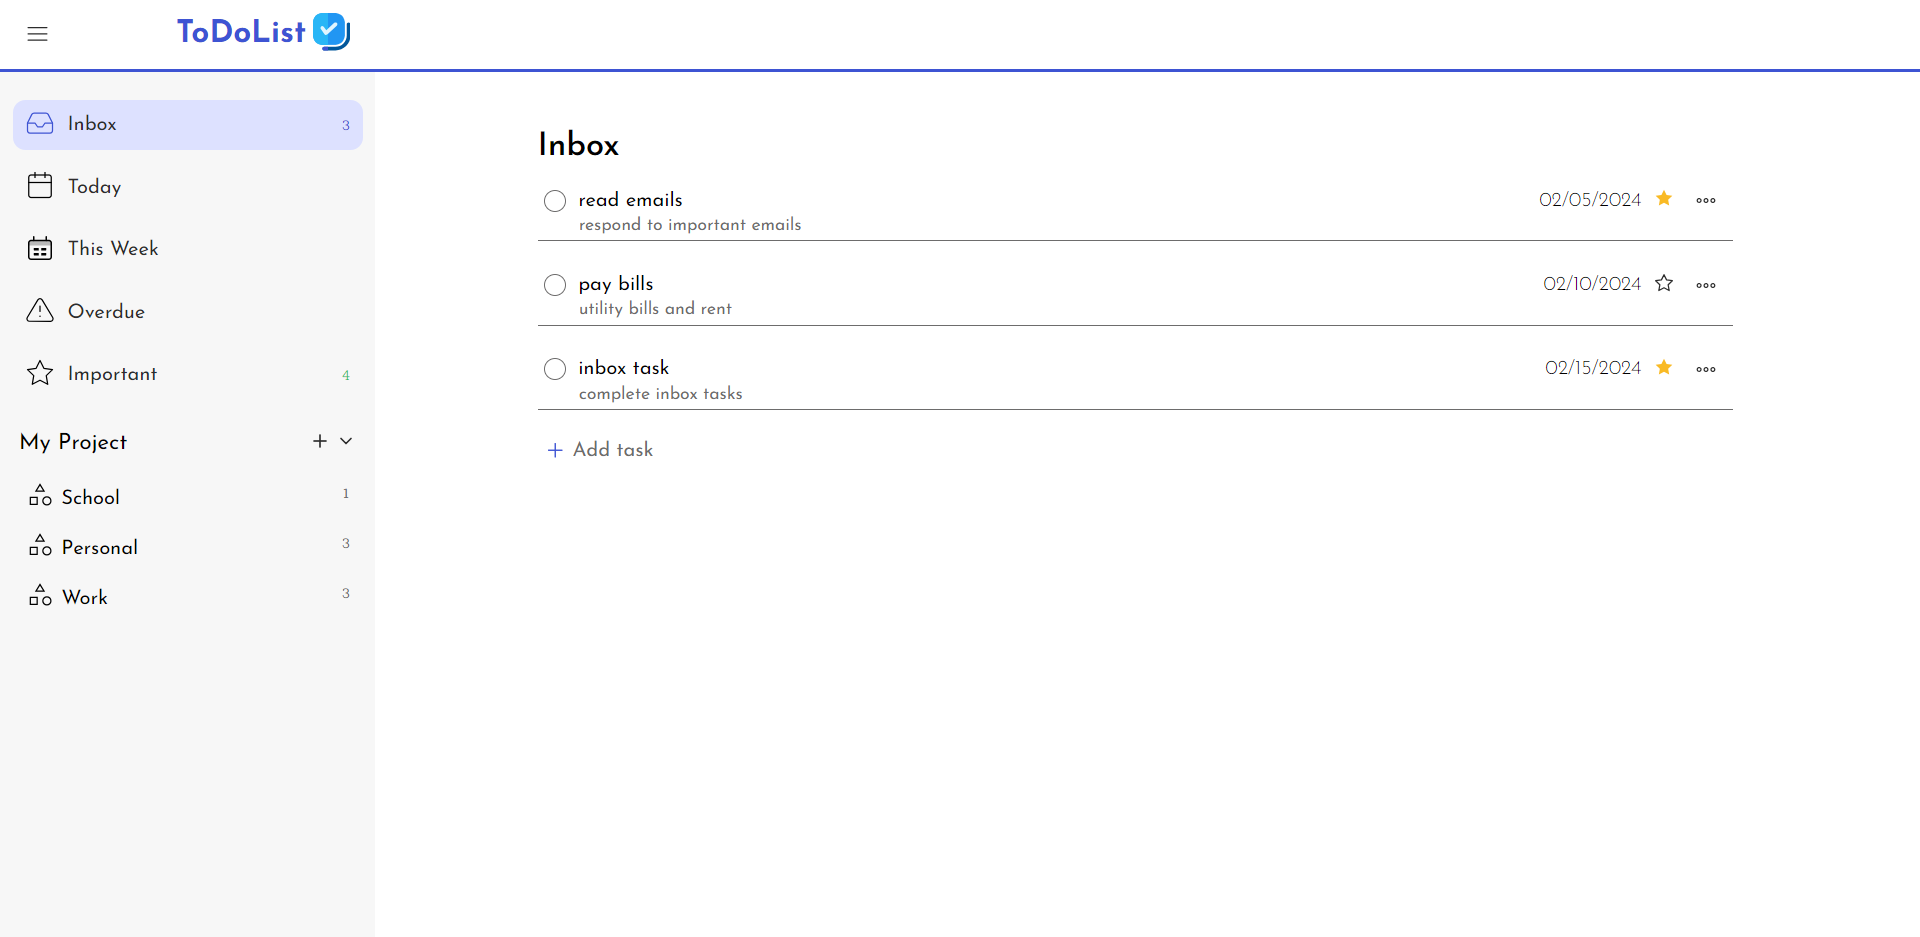 ToDoList
Inbox 3
Today
This Week
Overdue
Important 4
My Project
School 1
Personal 3
Work 3
Inbox
read emails 02/05/2024
respond to important emails
pay bills 02/10/2024
utility bills and rent
inbox task 02/15/2024
complete inbox tasks
+ Add task